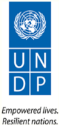 U N
D P
Empowered lives.
Resilient nations.